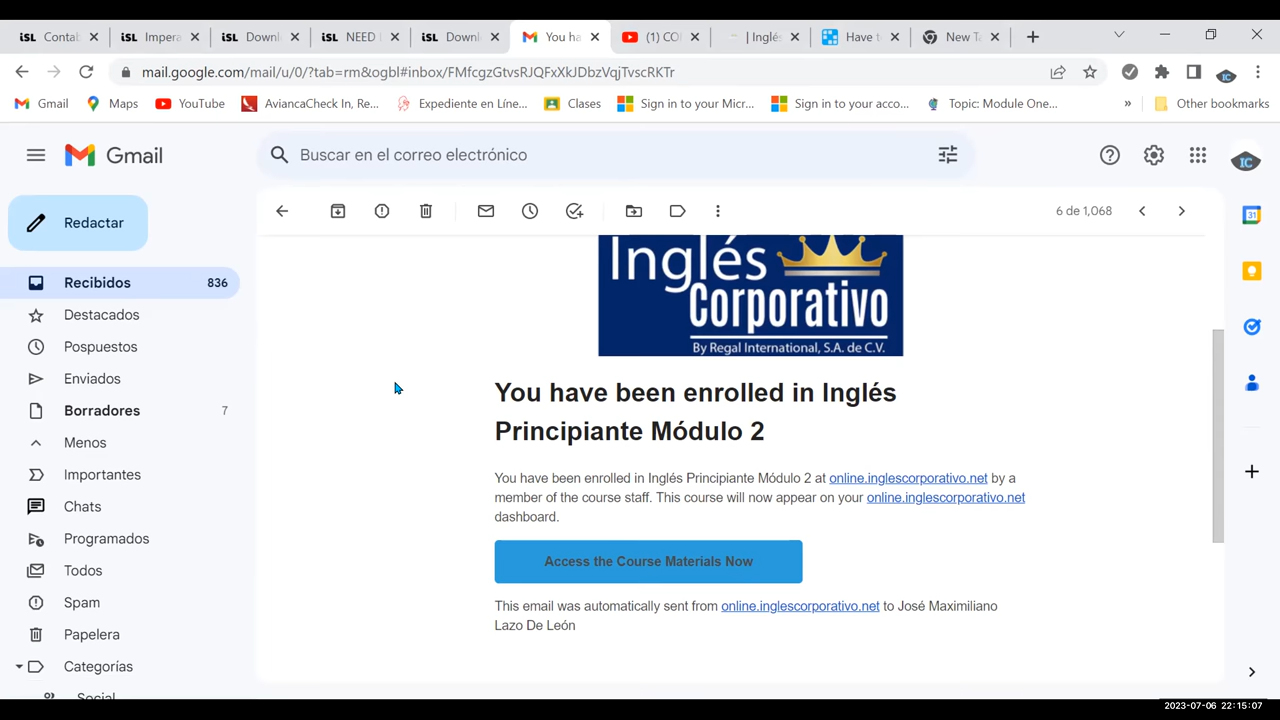 iSL Contab
iSL Impera
iSL Downl
iSL NEED L
iSL Downl
You ha
(1) CO
| Inglés
Have t
New Ta
mail.google.com/mail/u/0/?tab=rm&ogbl#inbox/FMfcgzGtvsRJQFxXkJDbzVqjTvscRKTr
Gmail
Maps
YouTube
AviancaCheck In, Re...
Expediente en Líne...
Clases
Sign in to your Micr...
Sign in to your acco...
Topic: Module One...
»
Other bookmarks
Gmail
Buscar en el correo electrónico
IC
Redactar
6 de 1,068
Recibidos 836
Destacados
Pospuestos
Enviados
Borradores 7
Menos
Importantes
Chats
Programados
Todos
Spam
Papelera
Categorías
Social
Inglés
Corporativo
By Regal International, S.A. de C.V.
You have been enrolled in Inglés
Principiante Módulo 2
You have been enrolled in Inglés Principiante Módulo 2 at online.inglescorporativo.net by a
member of the course staff. This course will now appear on your online.inglescorporativo.net
dashboard.
Access the Course Materials Now
This email was automatically sent from online.inglescorporativo.net to José Maximiliano
Lazo De León
31
2023-07-06 22:15:07